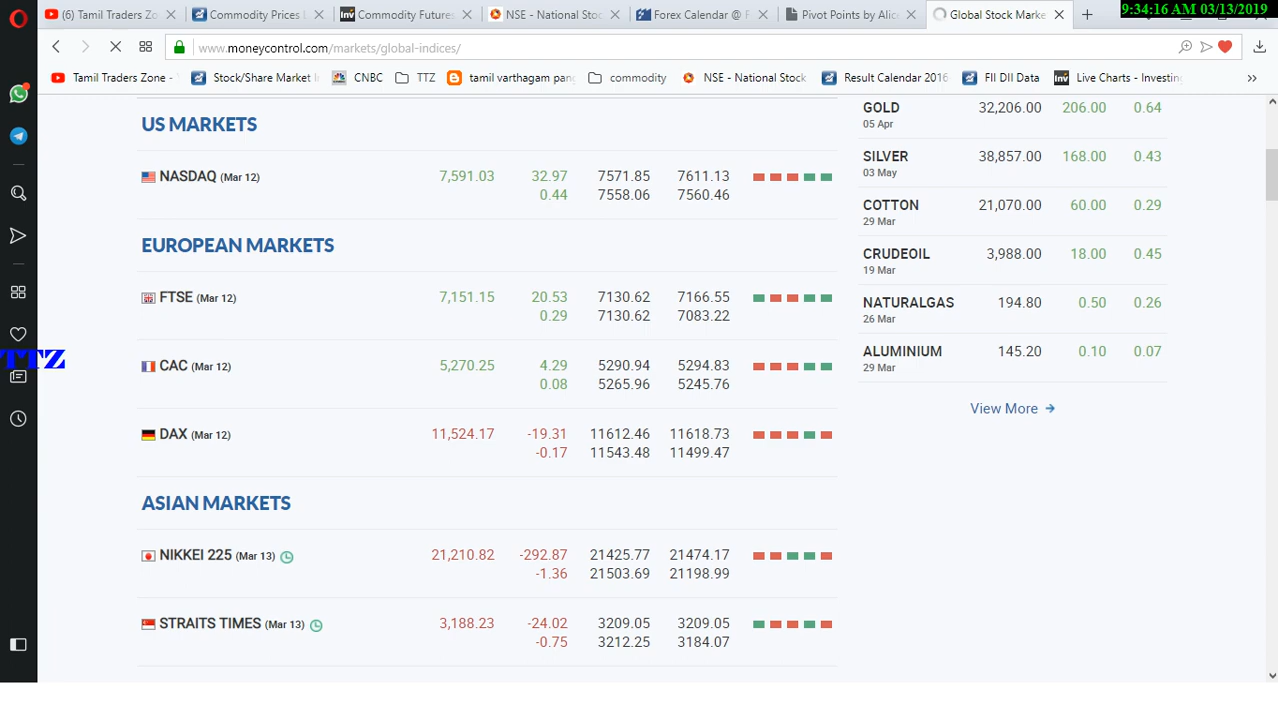 (6) Tamil Traders Zo
Commodity Prices
Commodity Futures
NSE - National Stoc
Forex Calendar @ F
Pivot Points by Alic
Global Stock Marke
9:34:16 AM 03/13/2019
www.moneycontrol.com/markets/global-indices/
Tamil Traders Zone -
Stock/Share Market
CNBC
TTZ
tamil varthagam pan
commodity
NSE - National Stock
Result Calendar 2016
FII DII Data
Live Charts - Investin
US MARKETS
NASDAQ (Mar 12) 7,591.03 32.97 7571.85 7611.13
0.44 7558.06 7560.46
EUROPEAN MARKETS
FTSE (Mar 12) 7,151.15 20.53 7130.62 7166.55
0.29 7130.62 7083.22
CAC (Mar 12) 5,270.25 4.29 5290.94 5294.83
0.08 5265.96 5245.76
DAX (Mar 12) 11,524.17 -19.31 11612.46 11618.73
-0.17 11543.48 11499.47
ASIAN MARKETS
NIKKEI 225 (Mar 13) 21,210.82 -292.87 21425.77 21474.17
-1.36 21503.69 21198.99
STRAITS TIMES (Mar 13) 3,188.23 -24.02 3209.05 3209.05
-0.75 3212.25 3184.07
GOLD 32,206.00 206.00 0.64
05 Apr
SILVER 38,857.00 168.00 0.43
03 May
COTTON 21,070.00 60.00 0.29
29 Mar
CRUDEOIL 3,988.00 18.00 0.45
19 Mar
NATURALGAS 194.80 0.50 0.26
26 Mar
ALUMINIUM 145.20 0.10 0.07
29 Mar
View More
TTZ